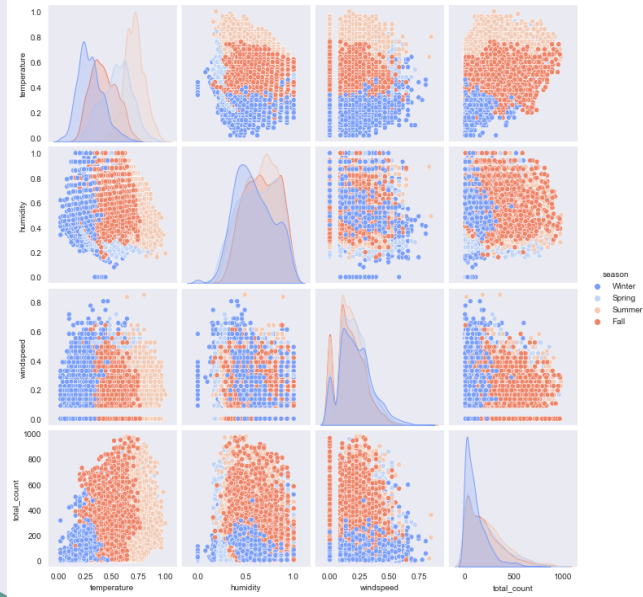 1.0
0.8
0.6
0.4
0.2
0.0
temperature
1.0
0.8
0.6
0.4
0.2
0.0
humidity
0.8
0.6
0.4
0.2
0.0
windspeed
1000
800
600
400
200
0
total_count
0.00 0.25 0.50 0.75 1.00
temperature
0.0 0.5 1.0
humidity
0.00 0.25 0.50 0.75
windspeed
0 500 1000
total_count
season
Winter
Spring
Summer
Fall